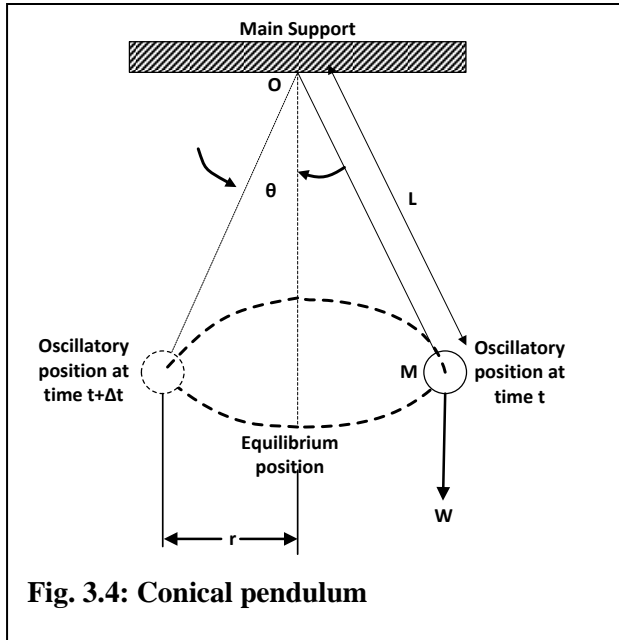 Main Support
O
θ
L
Oscillatory
position at
time t+Δt
M
Oscillatory
position at
time t
Equilibrium
position
W
r
Fig. 3.4: Conical pendulum